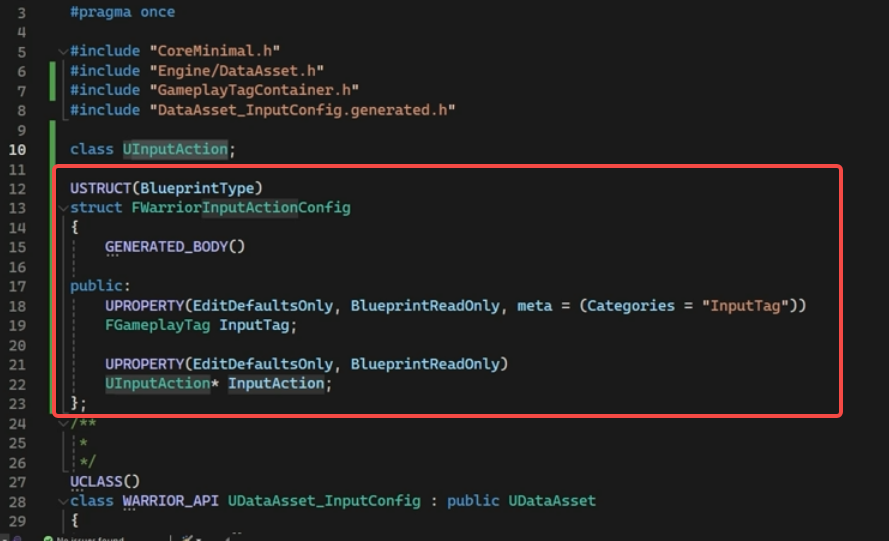 3 #pragma once
4
5 #include "CoreMinimal.h"
6 #include "Engine/DataAsset.h"
7 #include "GameplayTagContainer.h"
8 #include "DataAsset_InputConfig.generated.h"
9
10 class UInputAction;
11
12 USTRUCT(BlueprintType)
13 struct FWarriorInputActionConfig
14 {
15 GENERATED_BODY()
16
17 public:
18 UPROPERTY(EditDefaultsOnly, BlueprintReadOnly, meta = (Categories = "InputTag"))
19 FGameplayTag InputTag;
20
21 UPROPERTY(EditDefaultsOnly, BlueprintReadOnly)
22 UInputAction* InputAction;
23 };
24 /**
25 *
26 */
27 UCLASS()
28 class WARRIOR_API UDataAsset_InputConfig : public UDataAsset
29 {
No issues found